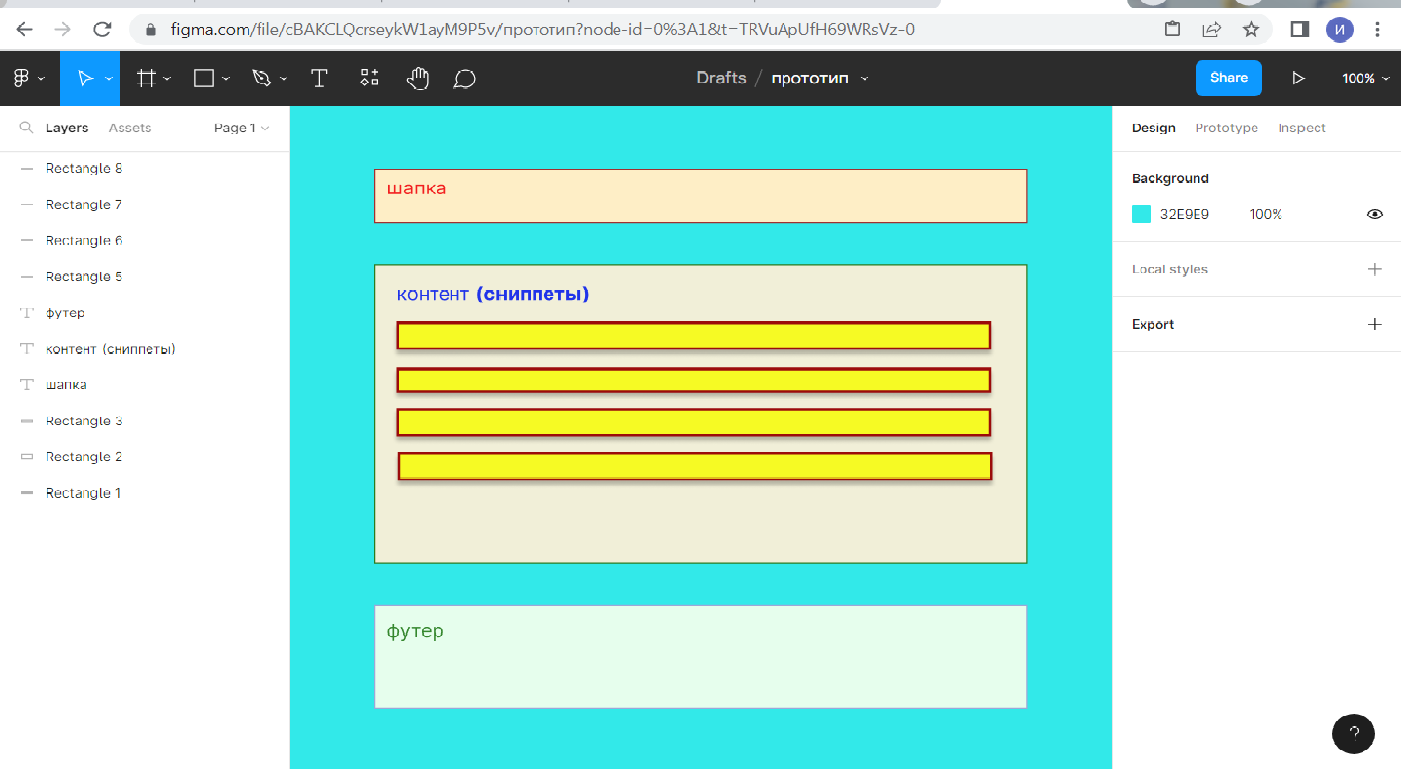 figma.com/file/cBAKCLQcrseykW1ayM9P5v/прототип?node-id=0%3A1&t=TRVuApUfH69WRsVz-0
И
Drafts / прототип
Share
100%
Layers Assets Page 1
Rectangle 8
Rectangle 7
Rectangle 6
Rectangle 5
футер
контент (сниппеты)
шапка
Rectangle 3
Rectangle 2
Rectangle 1
шапка
контент (сниппеты)
футер
Design Prototype Inspect
Background
32E9E9 100%
Local styles
Export
?